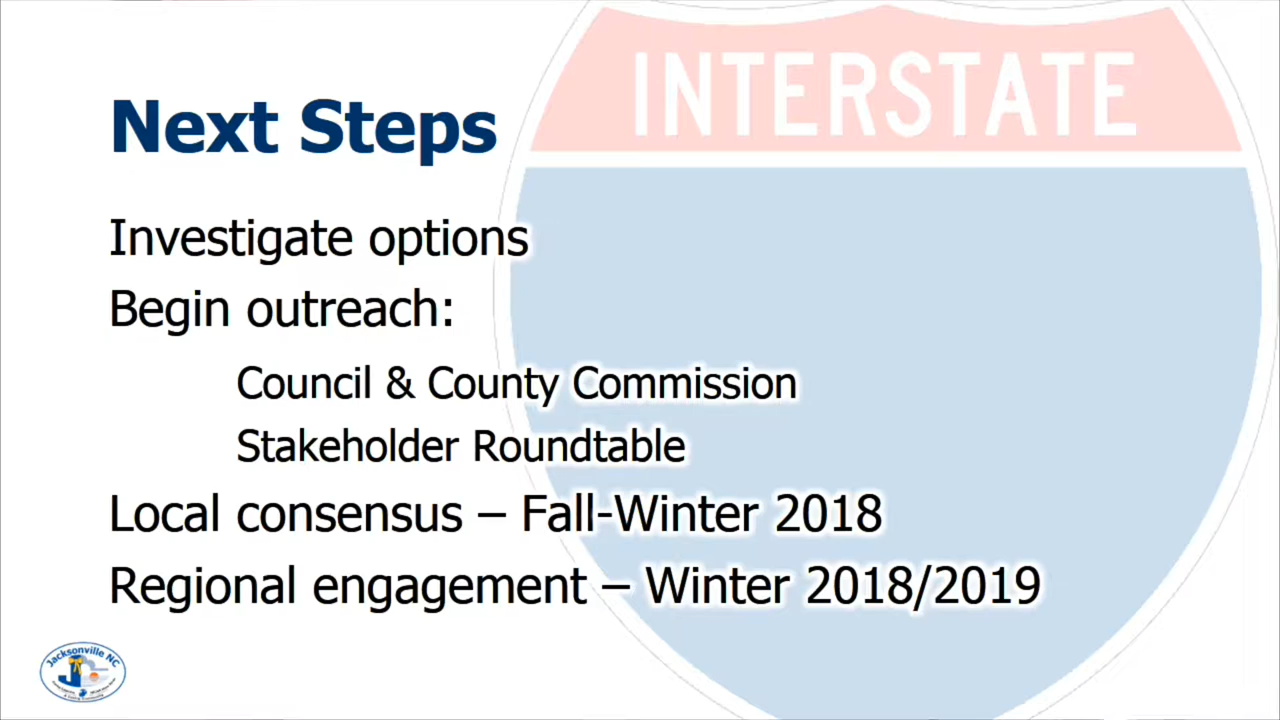 INTERSTATE
Next Steps
Investigate options
Begin outreach:
Council & County Commission
Stakeholder Roundtable
Local consensus – Fall-Winter 2018
Regional engagement – Winter 2018/2019
Jacksonville NC